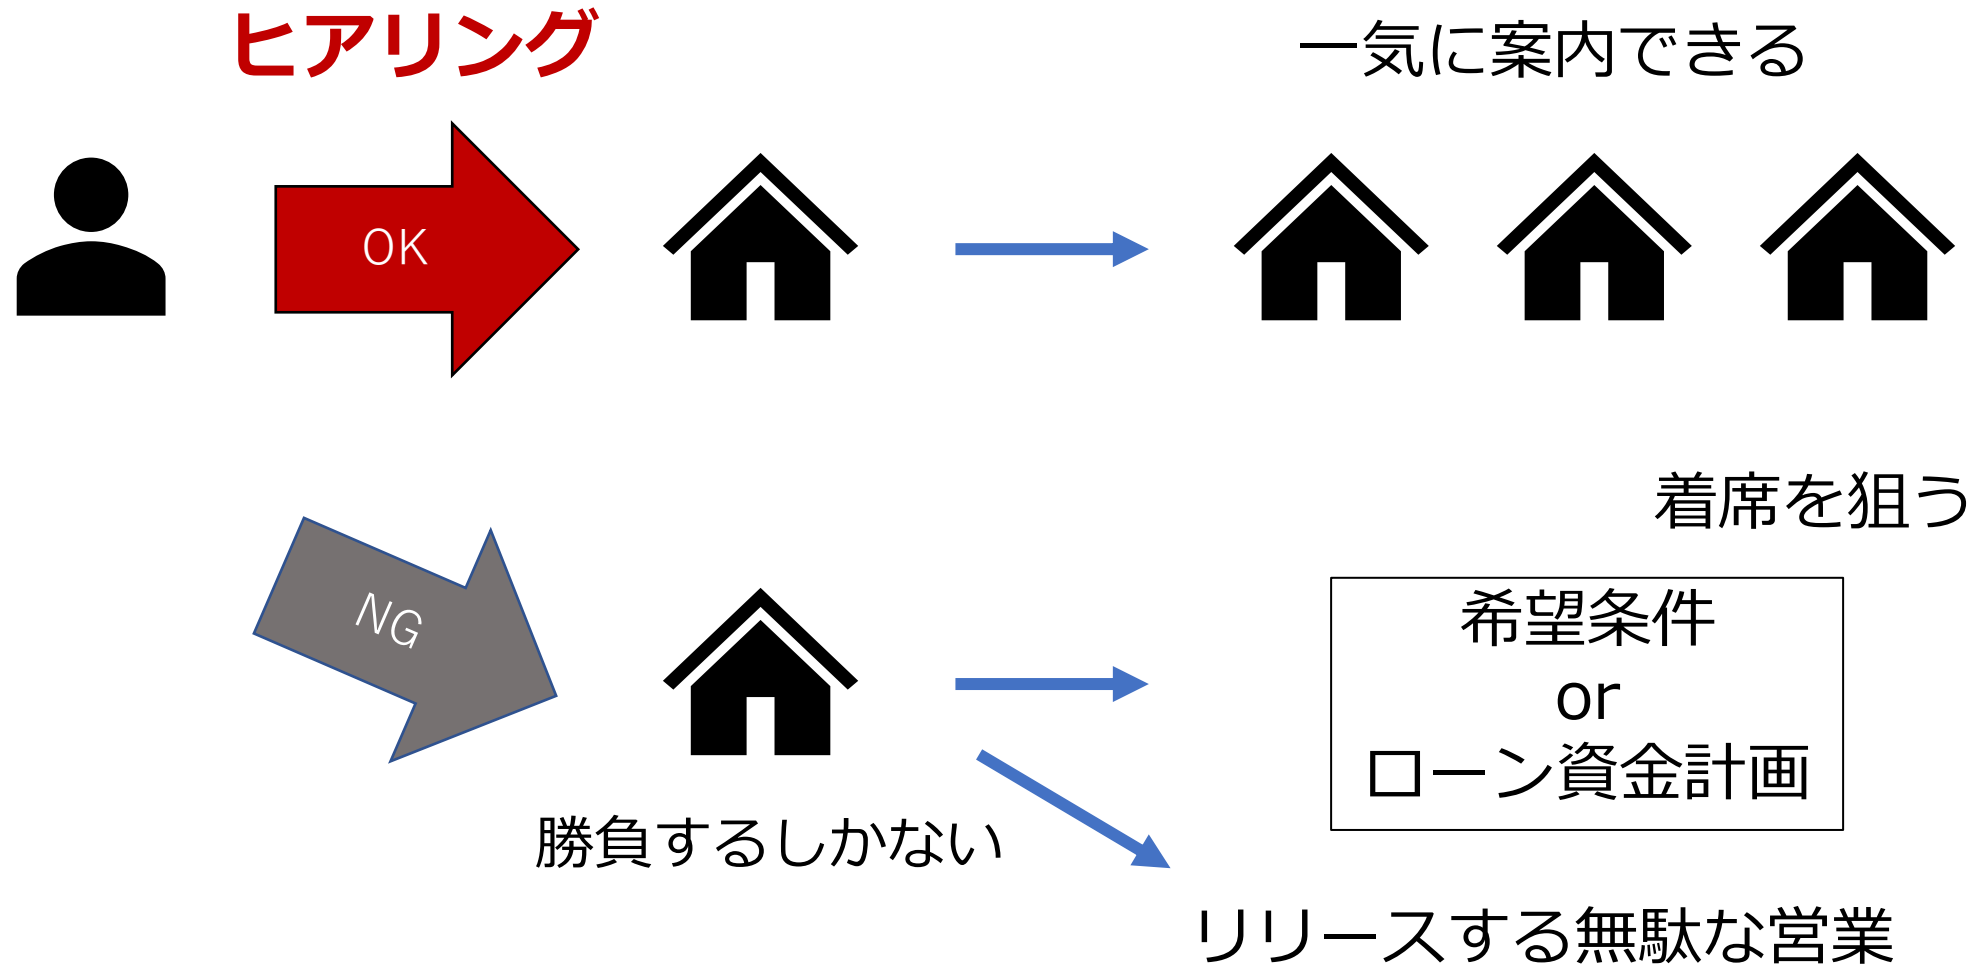 ヒアリング
一気に案内できる
OK
着席を狙う
NG
希望条件
or
ローン資金計画
勝負するしかない
リリースする無駄な営業